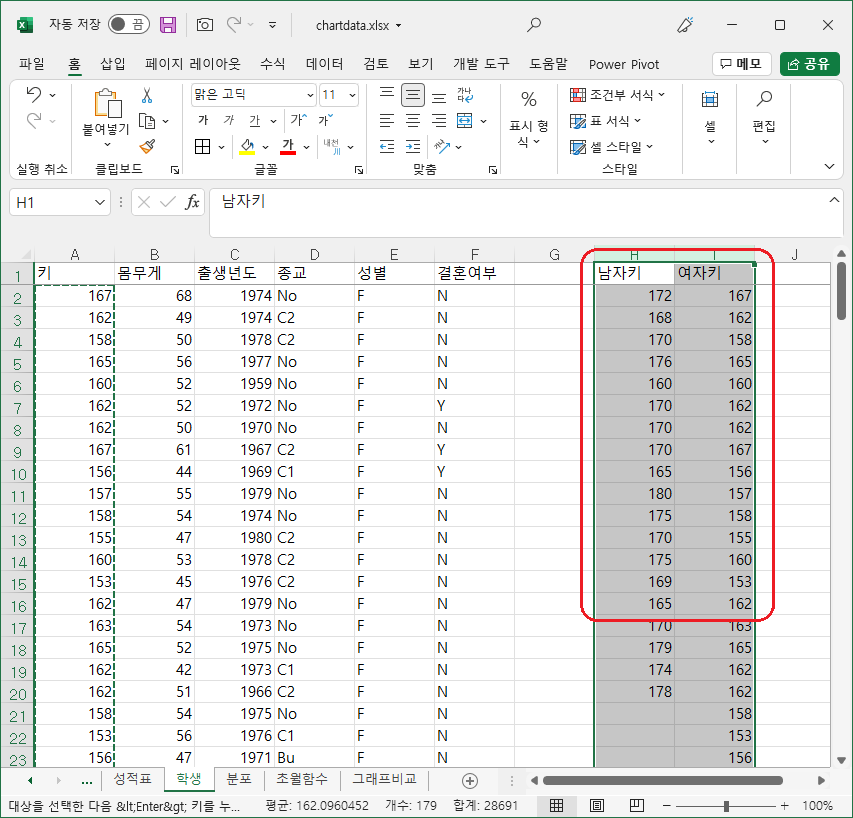 자동 저장 끔 chartdata.xlsx
파일 홈 삽입 페이지 레이아웃 수식 데이터 검토 보기 개발 도구 도움말 Power Pivot 메모 공유
붙여넣기
맑은 고딕 11
가 가 가 가 가
가 내천
가나다
%
표시 형식
조건부 서식
표 서식
셀 스타일
셀
편집
실행 취소 클립보드 글꼴 맞춤 스타일
H1 fx 남자키
A B C D E F G H I J
1 키 몸무게 출생년도 종교 성별 결혼여부 남자키 여자키
2 167 68 1974 No F N 172 167
3 162 49 1974 C2 F N 168 162
4 158 50 1978 C2 F N 170 158
5 165 56 1977 No F N 176 165
6 160 52 1959 No F N 160 160
7 162 52 1972 No F Y 170 162
8 162 50 1970 No F N 170 162
9 167 61 1967 C2 F Y 170 167
10 156 44 1969 C1 F Y 165 156
11 157 55 1979 No F N 180 157
12 158 54 1974 No F N 175 158
13 155 47 1980 C2 F N 170 155
14 160 53 1978 C2 F N 175 160
15 153 45 1976 C2 F N 169 153
16 162 47 1979 No F N 165 162
17 163 54 1973 No F N 170 163
18 165 52 1975 No F N 179 165
19 162 42 1973 C1 F N 174 162
20 162 51 1966 C2 F N 178 162
21 158 54 1975 No F N 158
22 153 56 1976 C1 F N 153
23 156 47 1971 Bu F N 156
... 성적표 학생 분포 초월함수 그래프비교
대상을 선택한 다음 &lt;Enter&gt; 키를 누... 평균: 162.0960452 개수: 179 합계: 28691 100%